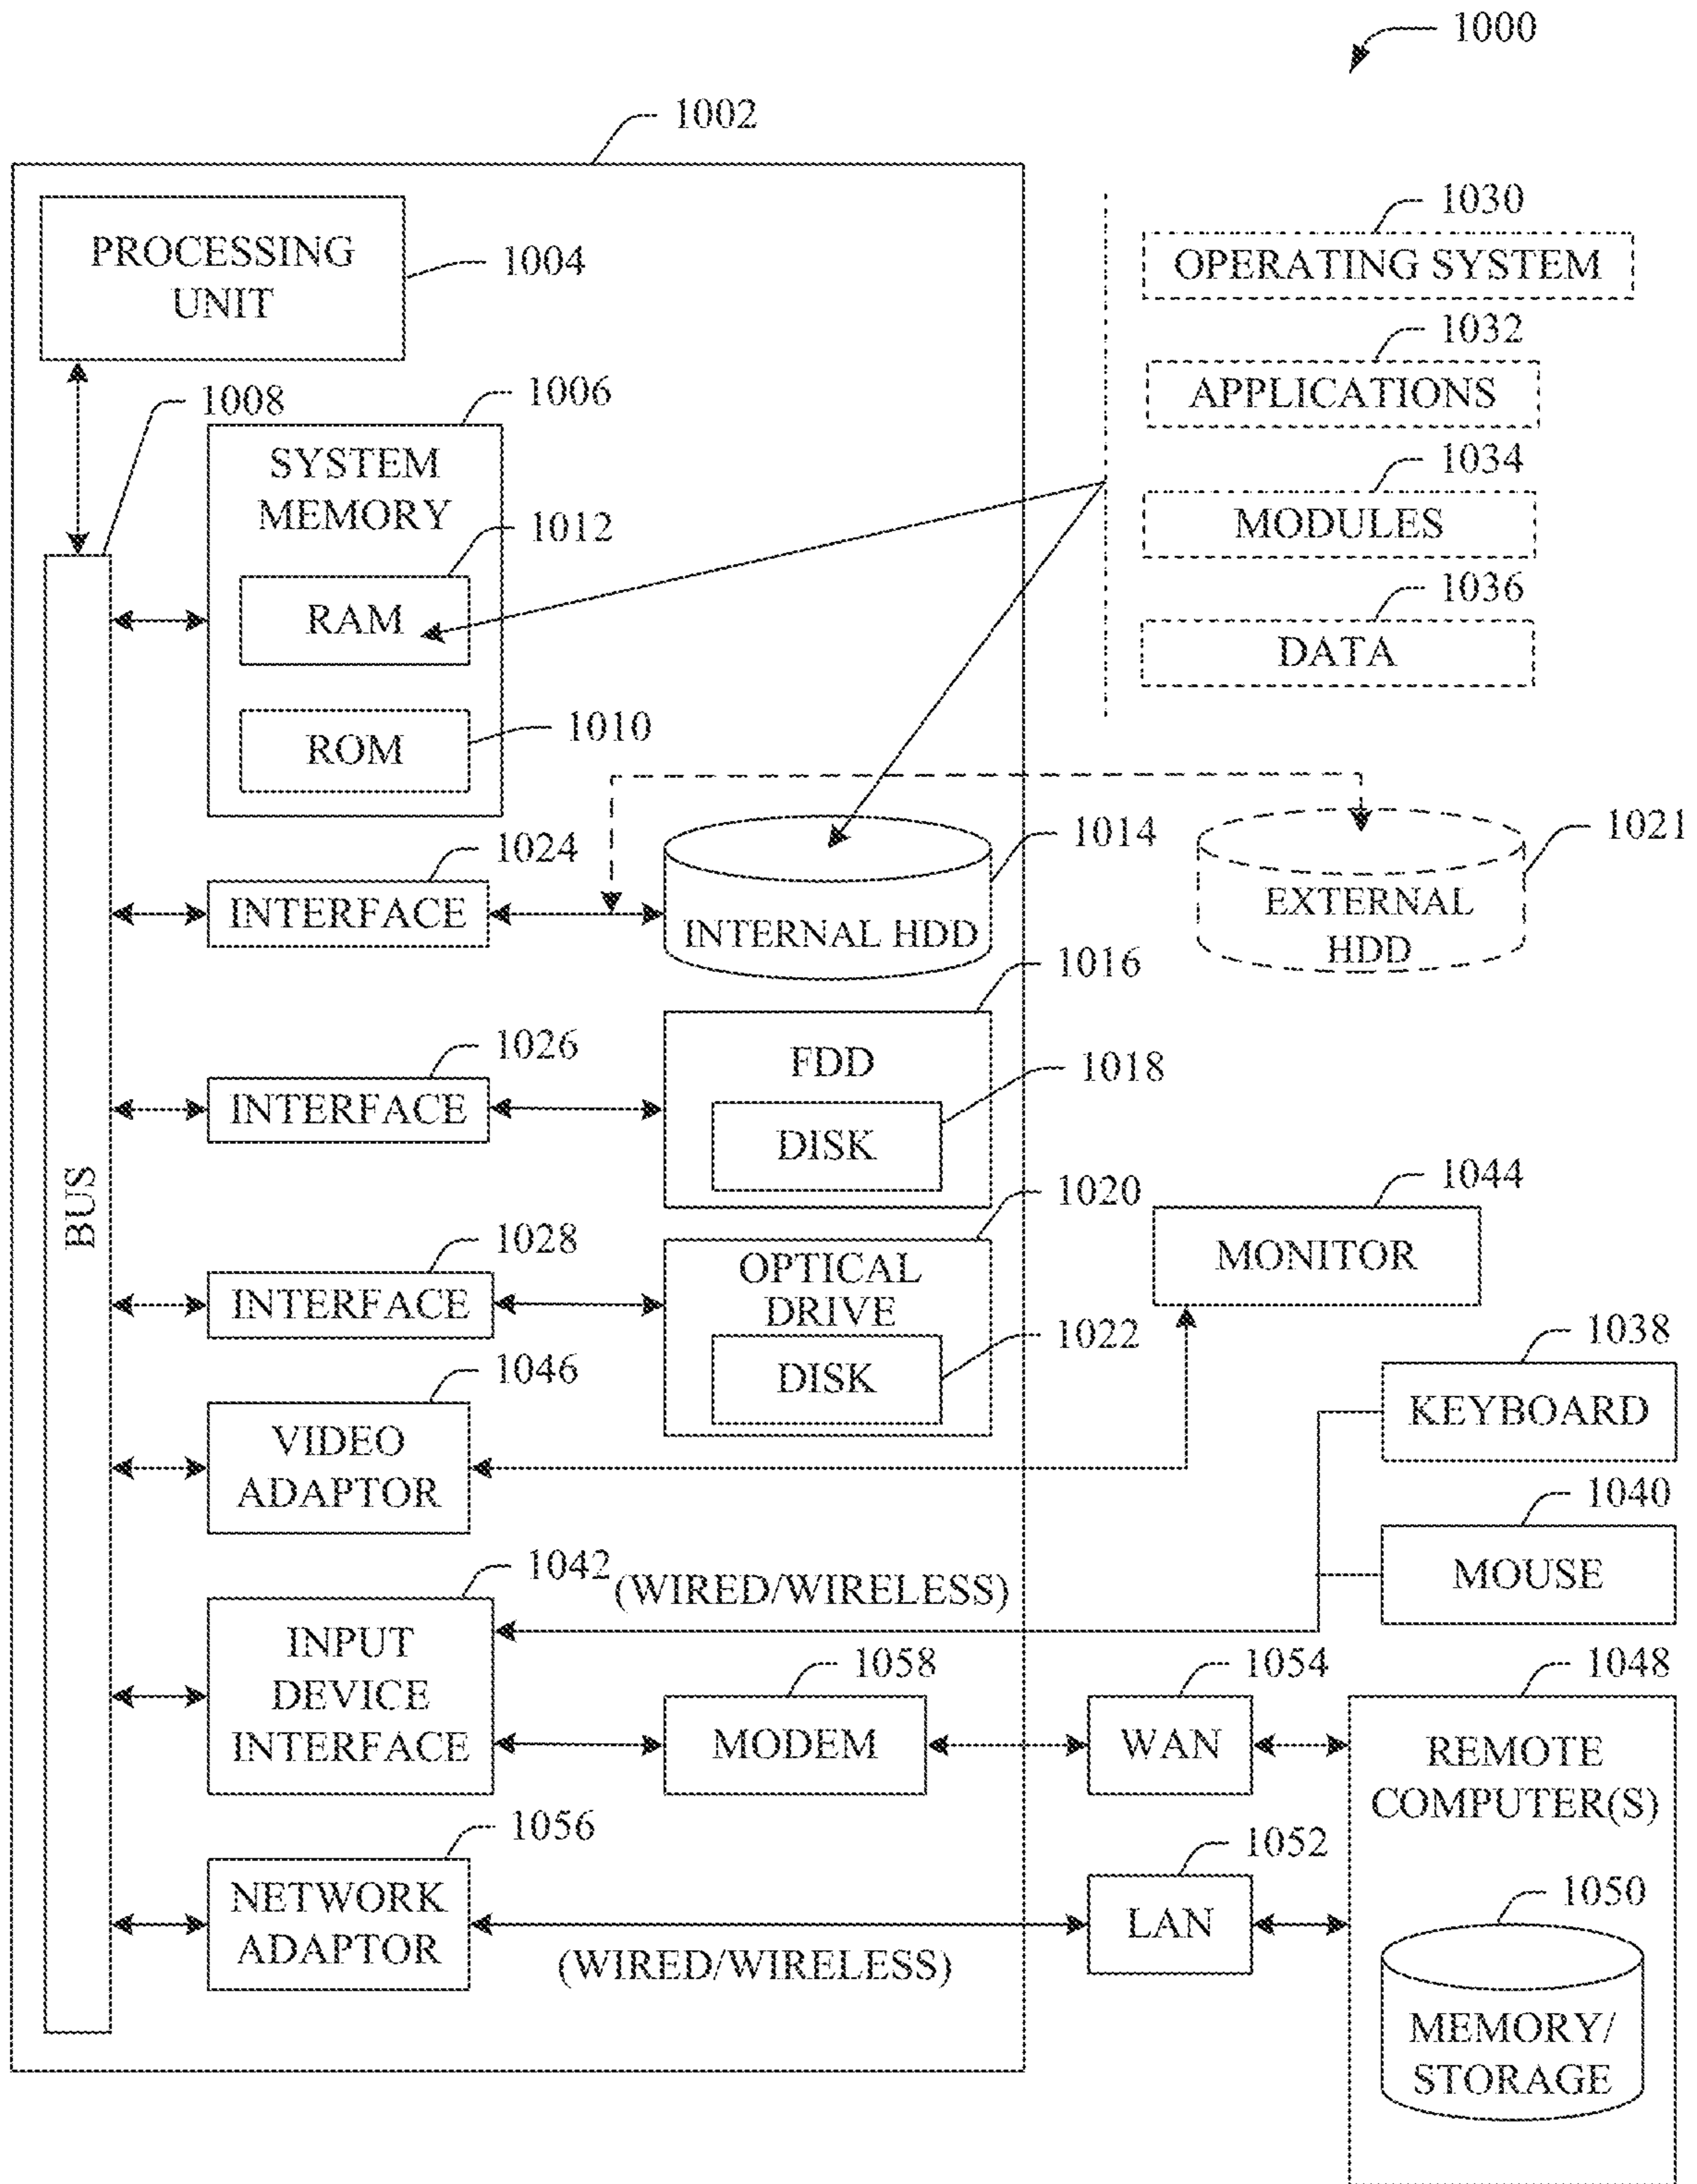 1000
1002
PROCESSING
UNIT
1004
1030
OPERATING SYSTEM
1032
APPLICATIONS
1034
MODULES
1036
DATA
1008
1006
SYSTEM
MEMORY
1012
RAM
1010
ROM
1024
INTERFACE
1014
INTERNAL HDD
1021
EXTERNAL
HDD
1016
FDD
1018
DISK
1026
INTERFACE
BUS
1020
OPTICAL
DRIVE
1022
DISK
1028
INTERFACE
1044
MONITOR
1046
VIDEO
ADAPTOR
1038
KEYBOARD
1040
MOUSE
1042
(WIRED/WIRELESS)
INPUT
DEVICE
INTERFACE
1058
MODEM
1054
WAN
1048
REMOTE
COMPUTER(S)
1056
NETWORK
ADAPTOR
(WIRED/WIRELESS)
1052
LAN
1050
MEMORY/
STORAGE